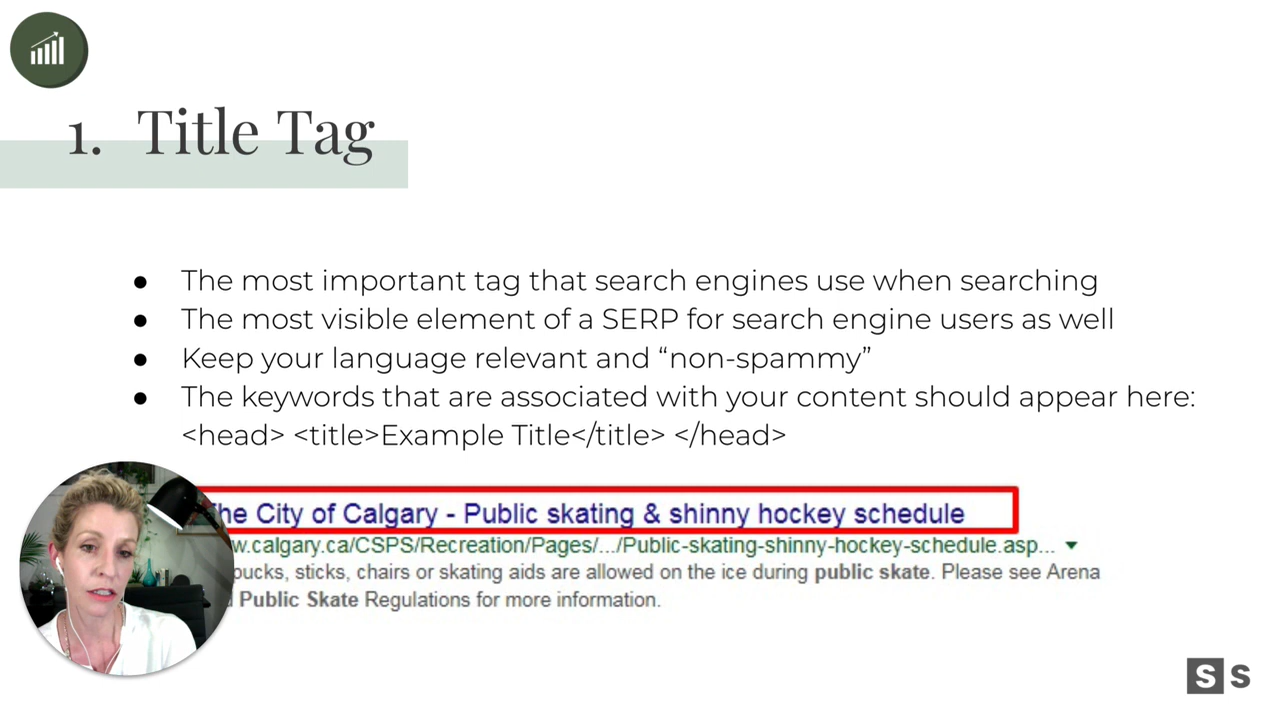 1. Title Tag
● The most important tag that search engines use when searching
● The most visible element of a SERP for search engine users as well
● Keep your language relevant and “non-spammy”
● The keywords that are associated with your content should appear here:
<head> <title>Example Title</title> </head>
The City of Calgary - Public skating & shinny hockey schedule
w.calgary.ca/CSPS/Recreation/Pages/.../Public-skating-shinny-hockey-schedule.asp...
pucks, sticks, chairs or skating aids are allowed on the ice during public skate. Please see Arena
Public Skate Regulations for more information.
S S